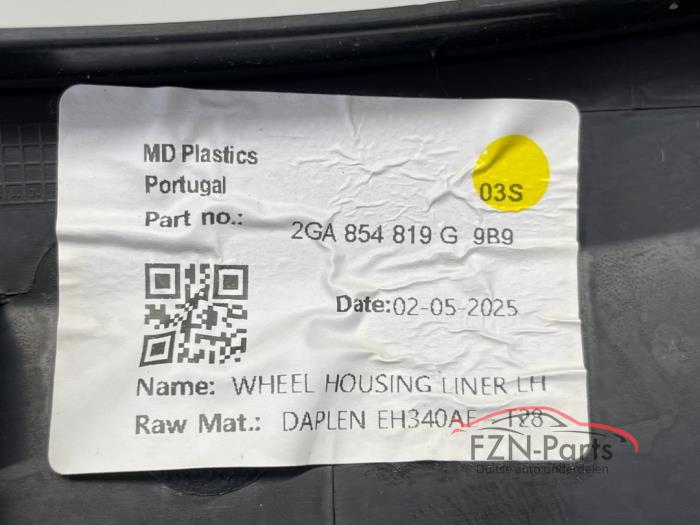 MD Plastics
Portugal
03S
Part no.: 2GA 854 819 G 9B9
Date:02-05-2025
Name: WHEEL HOUSING LINER LH
Raw Mat.: DAPLEN EH340AE T28
FZN-Parts
Duitse auto onderdelen